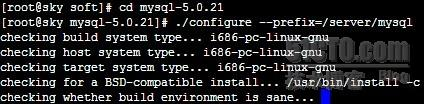 [root@sky soft]# cd mysql-5.0.21
[root@sky mysql-5.0.21]# ./configure --prefix=/server/mysql
checking build system type... i686-pc-linux-gnu
checking host system type... i686-pc-linux-gnu
checking target system type... i686-pc-linux-gnu
checking for a BSD-compatible install... /usr/bin/install -c
checking whether build environment is sane...